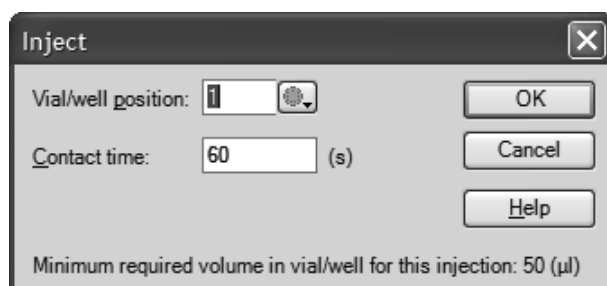 Inject
Vial/well position: 1
OK
Contact time: 60 (s)
Cancel
Help
Minimum required volume in vial/well for this injection: 50 (µl)